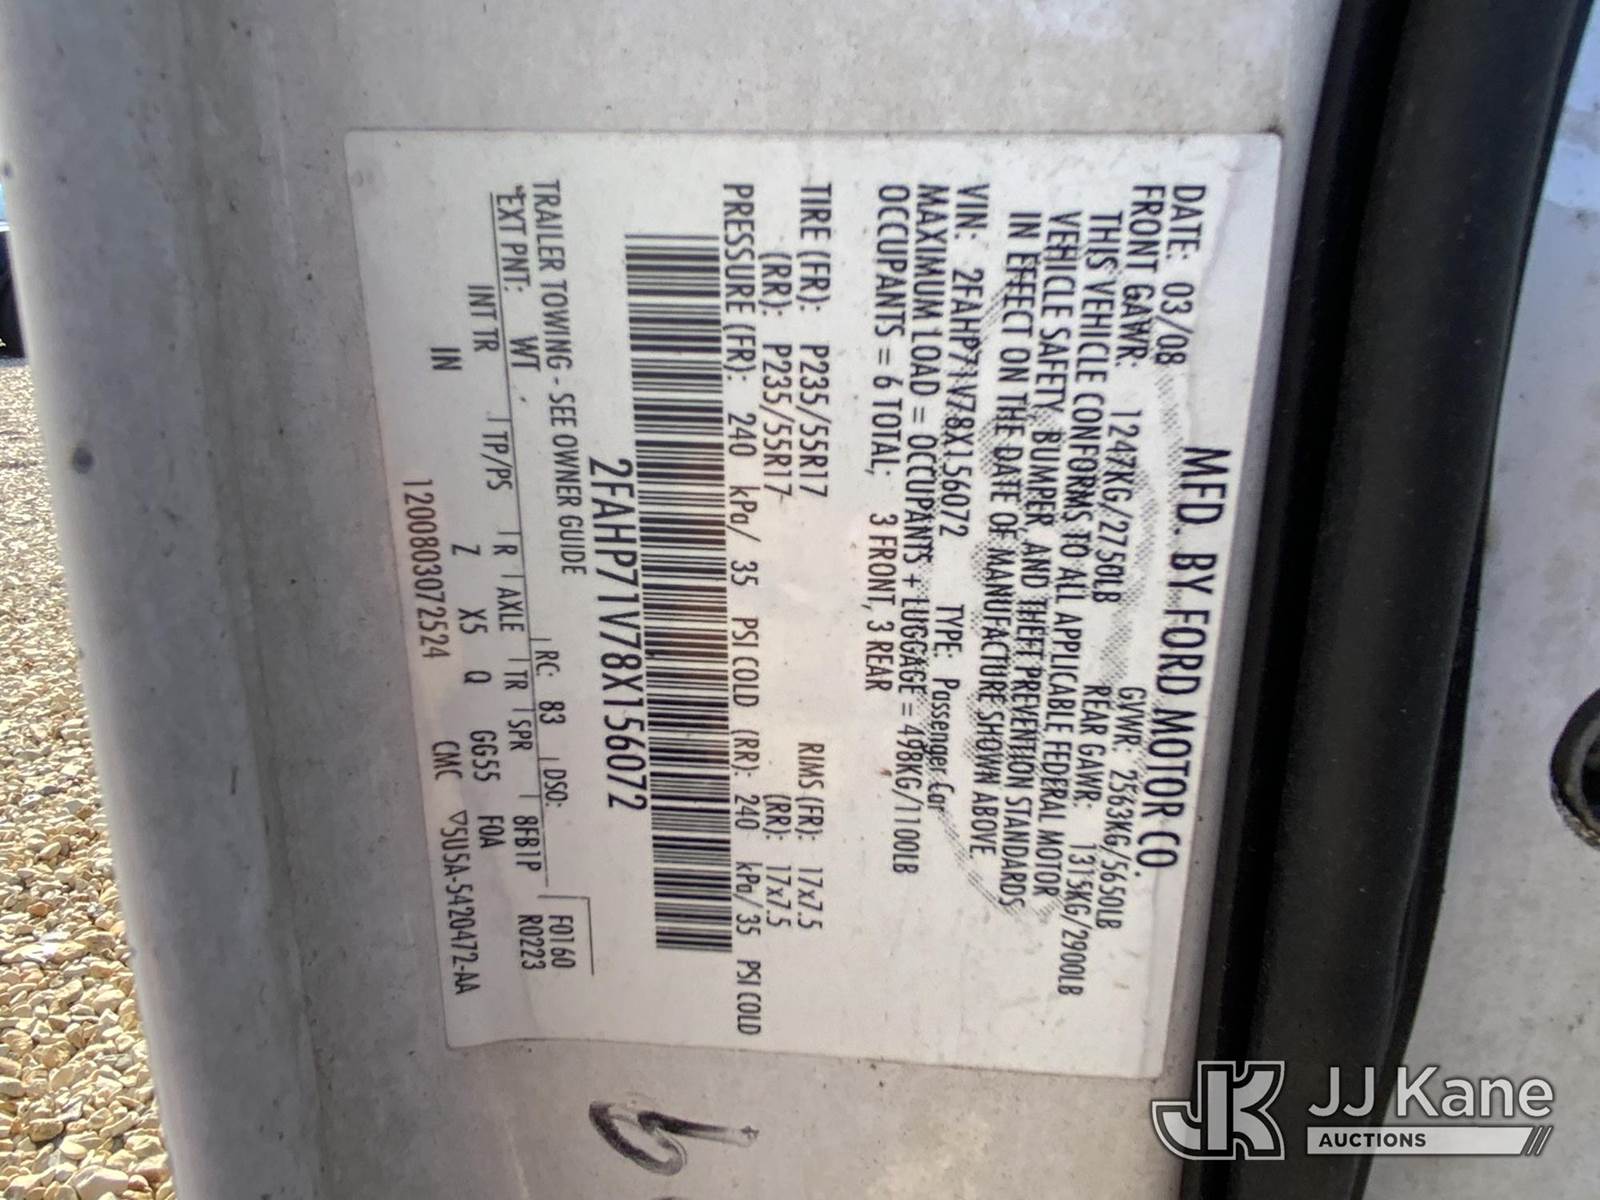 MFD. BY FORD MOTOR CO.
DATE: 03/08 GVWR: 2563KG/5650LB
FRONT GAWR: 1247KG/2750LB REAR GAWR: 1315KG/2900LB
THIS VEHICLE CONFORMS TO ALL APPLICABLE FEDERAL MOTOR
VEHICLE SAFETY, BUMPER, AND THEFT PREVENTION STANDARDS
IN EFFECT ON THE DATE OF MANUFACTURE SHOWN ABOVE.
VIN: 2FAHP71V78X156072 TYPE: Passenger Car
MAXIMUM LOAD = OCCUPANTS + LUGGAGE = 498KG/1100LB
OCCUPANTS = 6 TOTAL; 3 FRONT, 3 REAR
TIRE (FR): P235/55R17 RIMS (FR): 17x7.5
(RR): P235/55R17 (RR): 17x7.5
PRESSURE (FR): 240 kPa/ 35 PSI COLD (RR): 240 kPa/ 35 PSI COLD
2FAHP71V78X156072
TRAILER TOWING - SEE OWNER GUIDE F0160
RC: 83 DSO: R0223
*EXT PNT: WT 8FB1P
INT TR TP/PS R AXLE TR SPR F0A
IN Z X5 Q GG55
1200803072524 CMC ▽5U5A-5420472-AA
JK JJ Kane
AUCTIONS